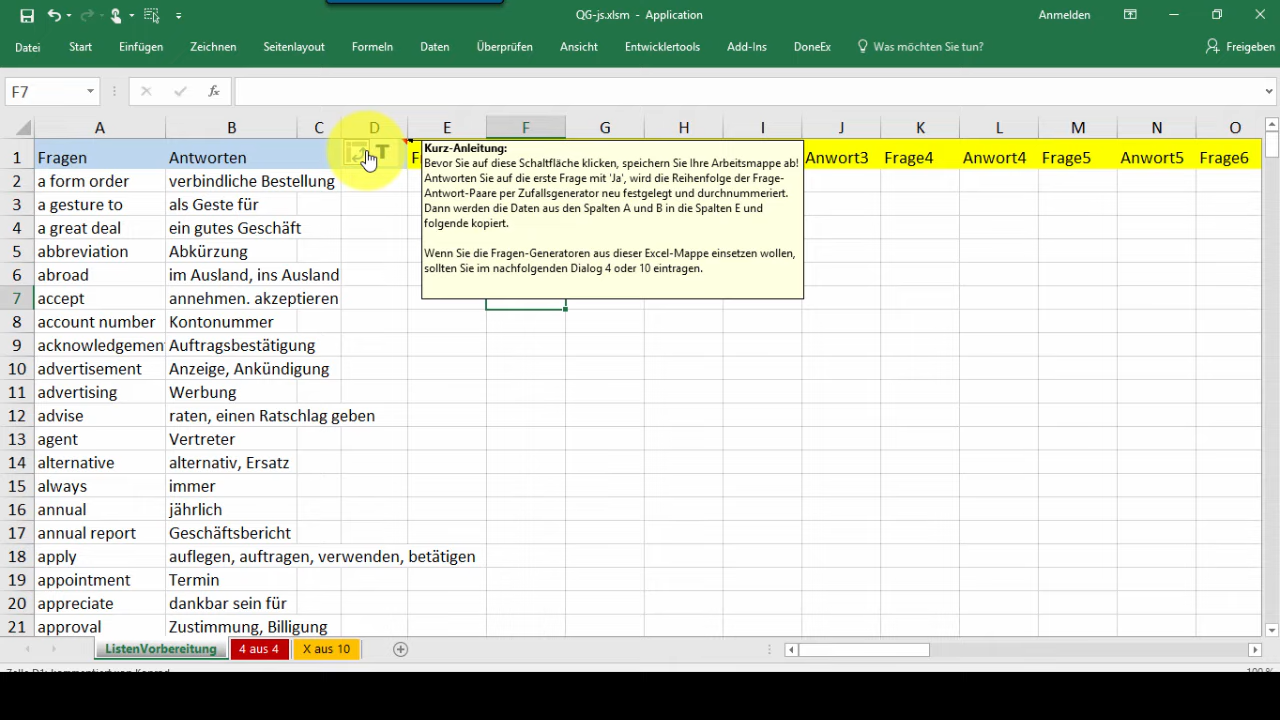 QG-js.xlsm - Application
Anmelden
Datei Start Einfügen Zeichnen Seitenlayout Formeln Daten Überprüfen Ansicht Entwicklertools Add-Ins DoneEx Was möchten Sie tun? Freigeben
F7 fx
A B C D E F G H I J K L M N O
1 Fragen Antworten T F Anwort3 Frage4 Anwort4 Frage5 Anwort5 Frage6
Kurz-Anleitung:
Bevor Sie auf diese Schaltfläche klicken, speichern Sie Ihre Arbeitsmappe ab!
Antworten Sie auf die erste Frage mit 'Ja', wird die Reihenfolge der Frage-
Antwort-Paare per Zufallsgenerator neu festgelegt und durchnummeriert.
Dann werden die Daten aus den Spalten A und B in die Spalten E und
folgende kopiert.
Wenn Sie die Fragen-Generatoren aus dieser Excel-Mappe einsetzen wollen,
sollten Sie im nachfolgenden Dialog 4 oder 10 eintragen.
2 a form order verbindliche Bestellung
3 a gesture to als Geste für
4 a great deal ein gutes Geschäft
5 abbreviation Abkürzung
6 abroad im Ausland, ins Ausland
7 accept annehmen. akzeptieren
8 account number Kontonummer
9 acknowledgemen Auftragsbestätigung
10 advertisement Anzeige, Ankündigung
11 advertising Werbung
12 advise raten, einen Ratschlag geben
13 agent Vertreter
14 alternative alternativ, Ersatz
15 always immer
16 annual jährlich
17 annual report Geschäftsbericht
18 apply auflegen, auftragen, verwenden, betätigen
19 appointment Termin
20 appreciate dankbar sein für
21 approval Zustimmung, Billigung
ListenVorbereitung 4 aus 4 X aus 10